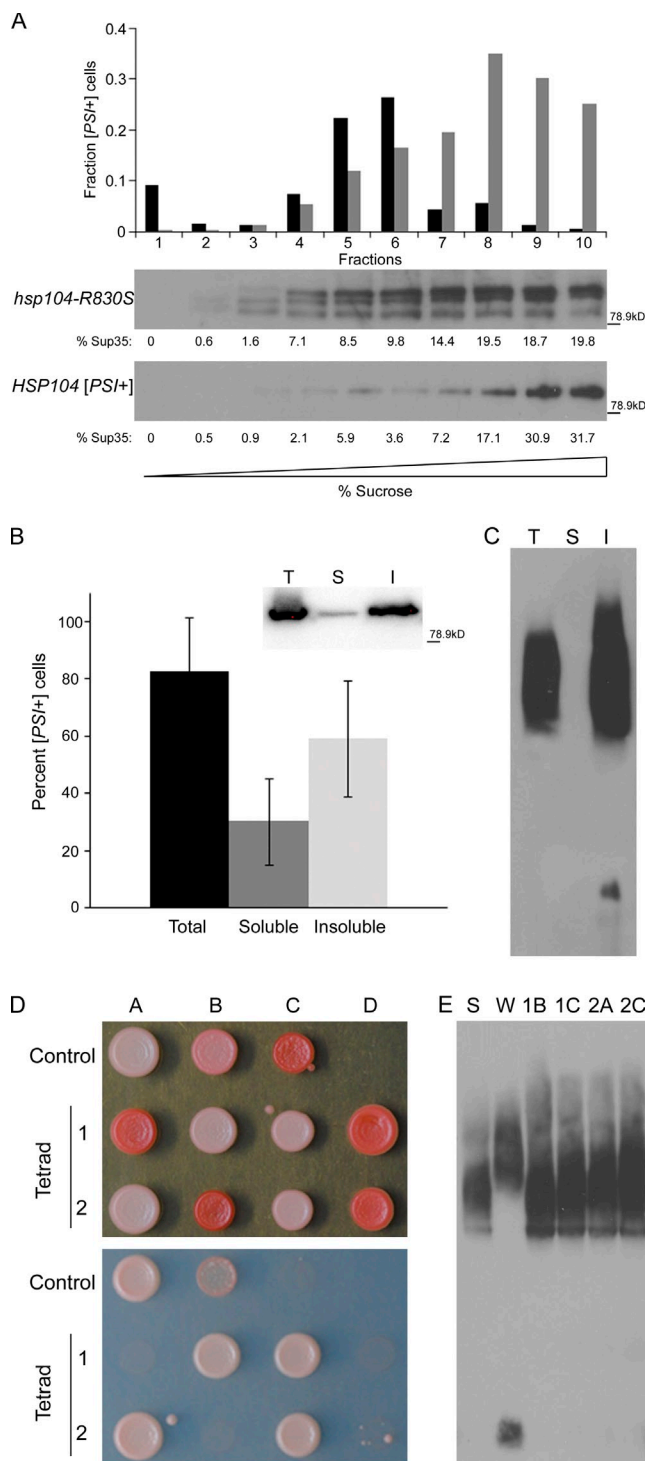 A
0.4
0.3
0.2
0.1
0
Fraction [PSI+] cells
1 2 3 4 5 6 7 8 9 10
Fractions
hsp104-R830S
78.9kD
% Sup35: 0 0.6 1.6 7.1 8.5 9.8 14.4 19.5 18.7 19.8
HSP104 [PSI+]
78.9kD
% Sup35: 0 0.5 0.9 2.1 5.9 3.6 7.2 17.1 30.9 31.7
% Sucrose
B
T S I
78.9kD
100
80
60
40
20
0
Percent [PSI+] cells
Total Soluble Insoluble
C
T S I
D
A B C D
Control
Tetrad
1
2
Control
Tetrad
1
2
E
S W 1B 1C 2A 2C